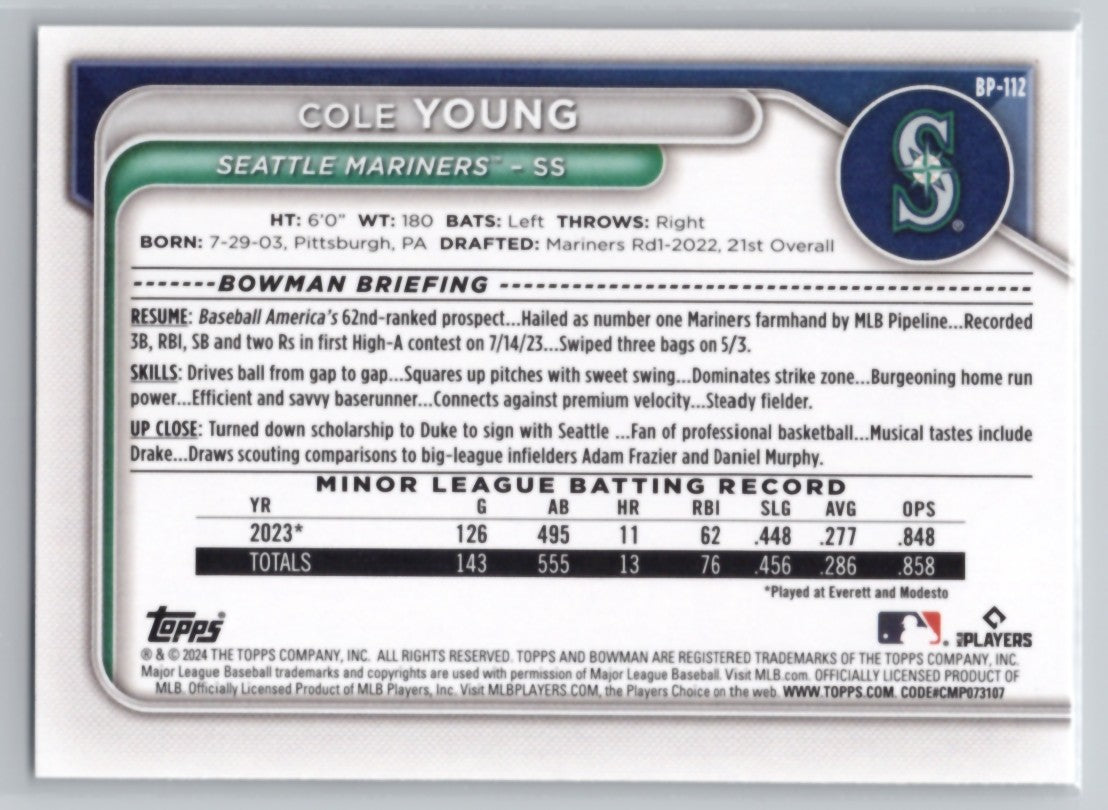 BP-112
COLE YOUNG
SEATTLE MARINERS™ – SS
S®
HT: 6'0" WT: 180 BATS: Left THROWS: Right
BORN: 7-29-03, Pittsburgh, PA DRAFTED: Mariners Rd1-2022, 21st Overall
BOWMAN BRIEFING
RESUME: Baseball America's 62nd-ranked prospect...Hailed as number one Mariners farmhand by MLB Pipeline...Recorded
3B, RBI, SB and two Rs in first High-A contest on 7/14/23...Swiped three bags on 5/3.
SKILLS: Drives ball from gap to gap...Squares up pitches with sweet swing...Dominates strike zone...Burgeoning home run
power...Efficient and savvy baserunner...Connects against premium velocity...Steady fielder.
UP CLOSE: Turned down scholarship to Duke to sign with Seattle ...Fan of professional basketball...Musical tastes include
Drake...Draws scouting comparisons to big-league infielders Adam Frazier and Daniel Murphy.
MINOR LEAGUE BATTING RECORD
YR G AB HR RBI SLG AVG OPS
2023* 126 495 11 62 .448 .277 .848
TOTALS 143 555 13 76 .456 .286 .858
*Played at Everett and Modesto
Topps®
MLB PLAYERS
® & © 2024 THE TOPPS COMPANY, INC. ALL RIGHTS RESERVED. TOPPS AND BOWMAN ARE REGISTERED TRADEMARKS OF THE TOPPS COMPANY, INC.
Major League Baseball trademarks and copyrights are used with permission of Major League Baseball. Visit MLB.com. OFFICIALLY LICENSED PRODUCT OF
MLB. Officially Licensed Product of MLB Players, Inc. Visit MLBPLAYERS.COM, the Players Choice on the web. WWW.TOPPS.COM. CODE#CMP073107